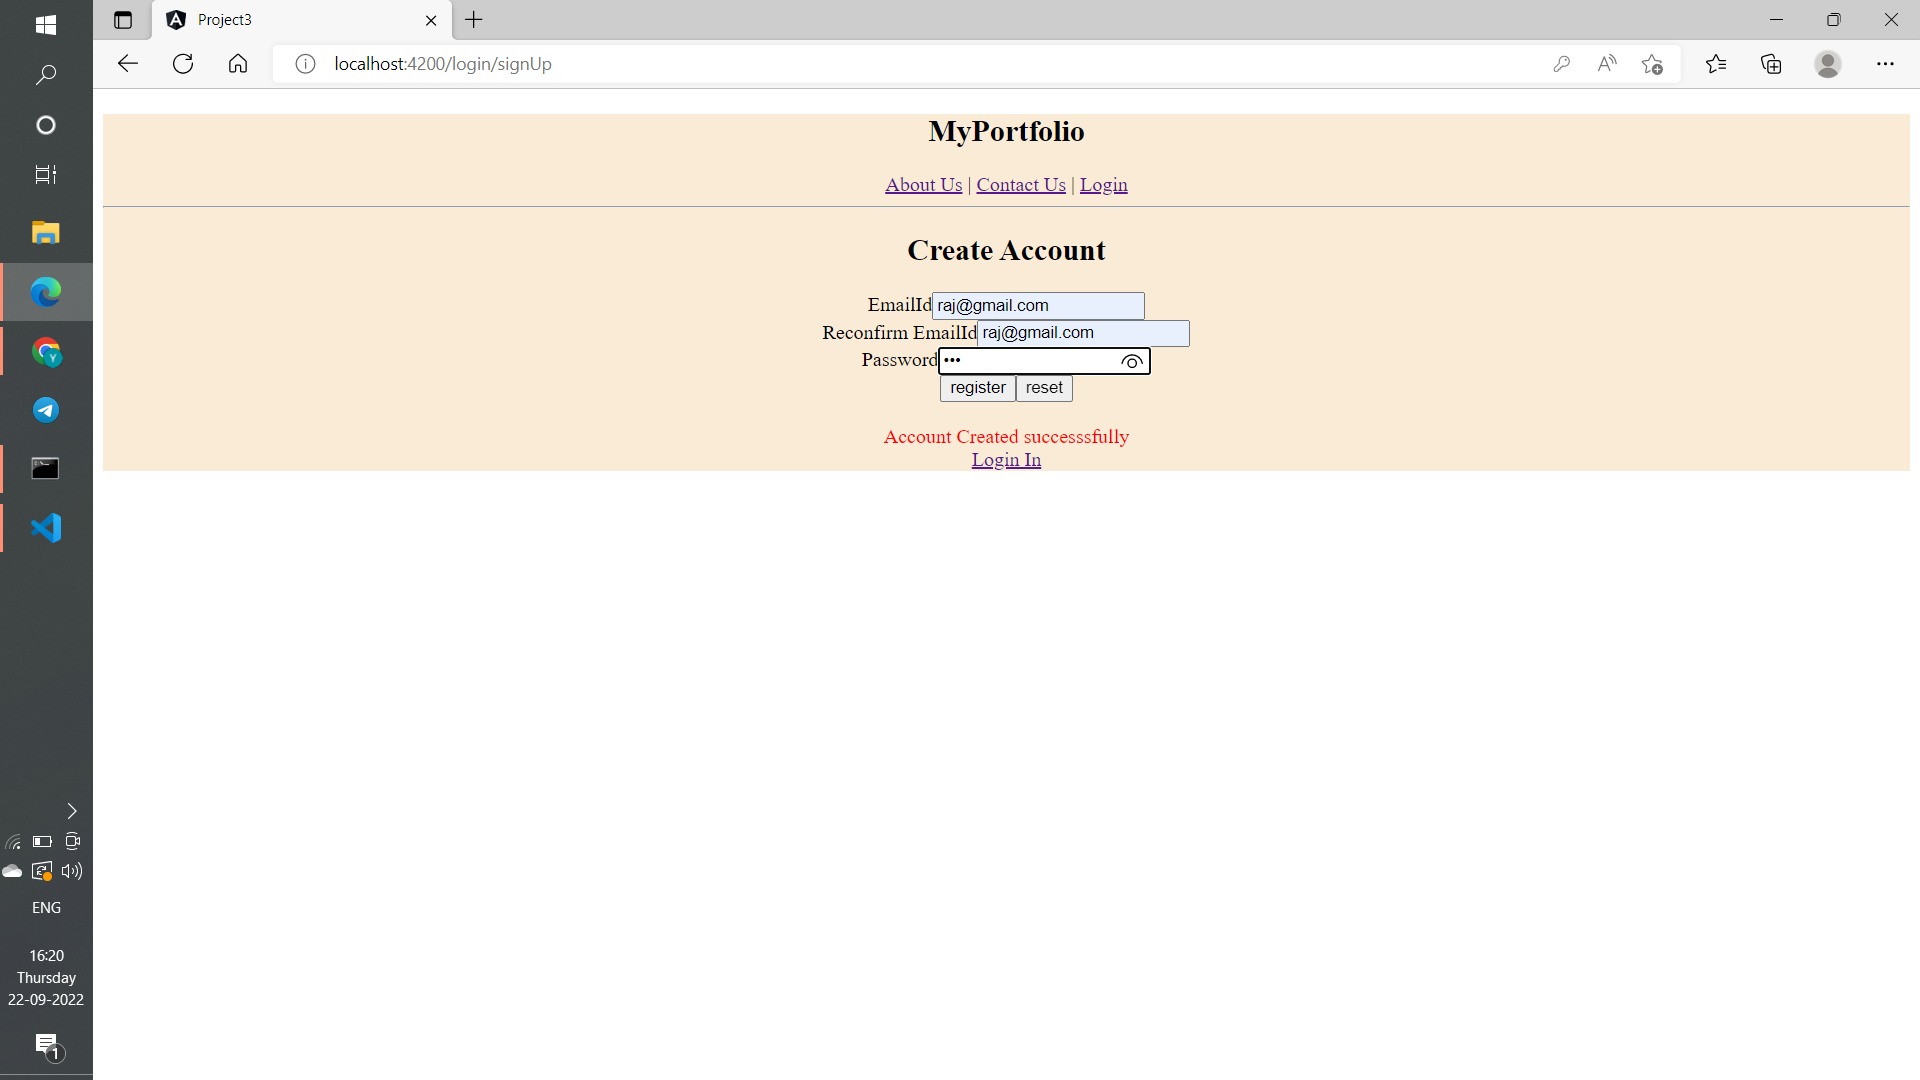 Project3
localhost:4200/login/signUp
MyPortfolio
About Us | Contact Us | Login
Create Account
EmailId raj@gmail.com
Reconfirm EmailId raj@gmail.com
Password •••
register reset
Account Created successsfully
Login In
Y
ENG
16:20
Thursday
22-09-2022
1